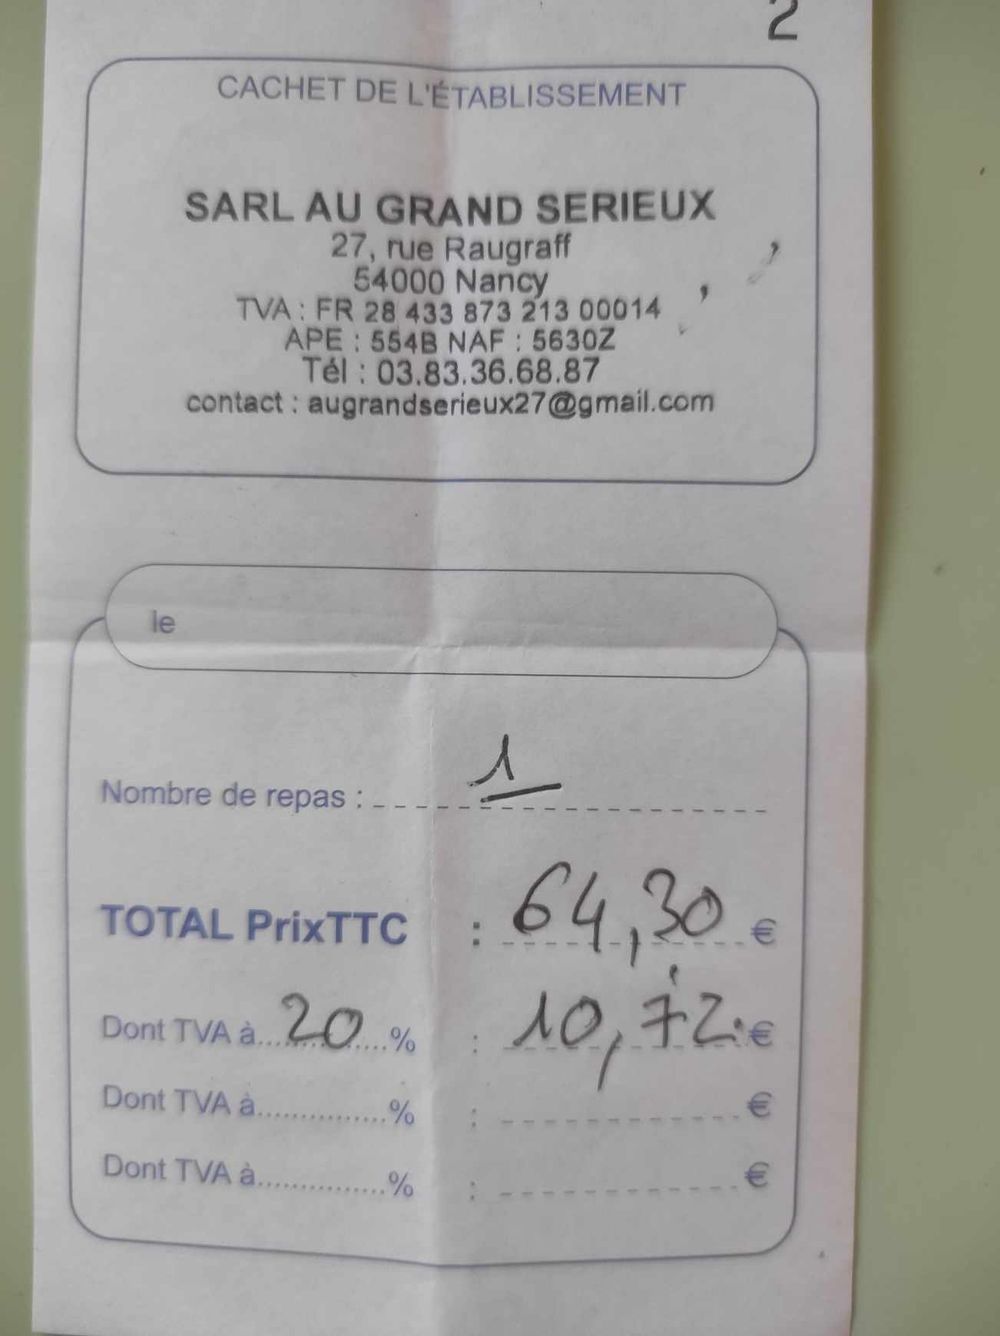 2
CACHET DE L'ÉTABLISSEMENT
SARL AU GRAND SERIEUX
27, rue Raugraff
54000 Nancy
TVA : FR 28 433 873 213 00014
APE : 554B NAF : 5630Z
Tél : 03.83.36.68.87
contact : augrandserieux27@gmail.com
le
Nombre de repas : 1
TOTAL PrixTTC : 64,30 €
Dont TVA à 20 % : 10,72 €
Dont TVA à...............% : €
Dont TVA à...............% : €